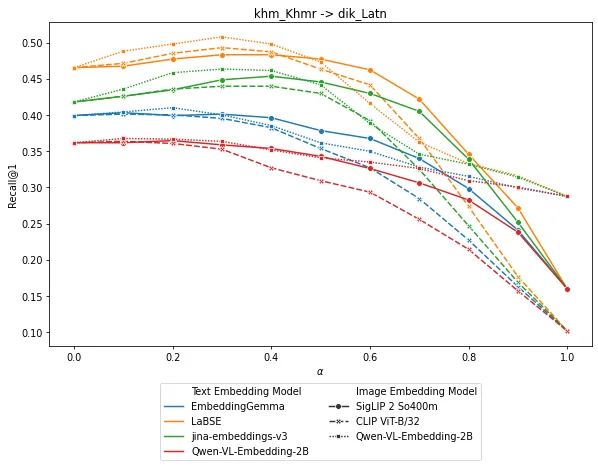 khm_Khmr -> dik_Latn
Recall@1
0.50
0.45
0.40
0.35
0.30
0.25
0.20
0.15
0.10
0.0 0.2 0.4 0.6 0.8 1.0
α
Text Embedding Model
EmbeddingGemma
LaBSE
jina-embeddings-v3
Qwen-VL-Embedding-2B
Image Embedding Model
SigLIP 2 So400m
CLIP ViT-B/32
Qwen-VL-Embedding-2B